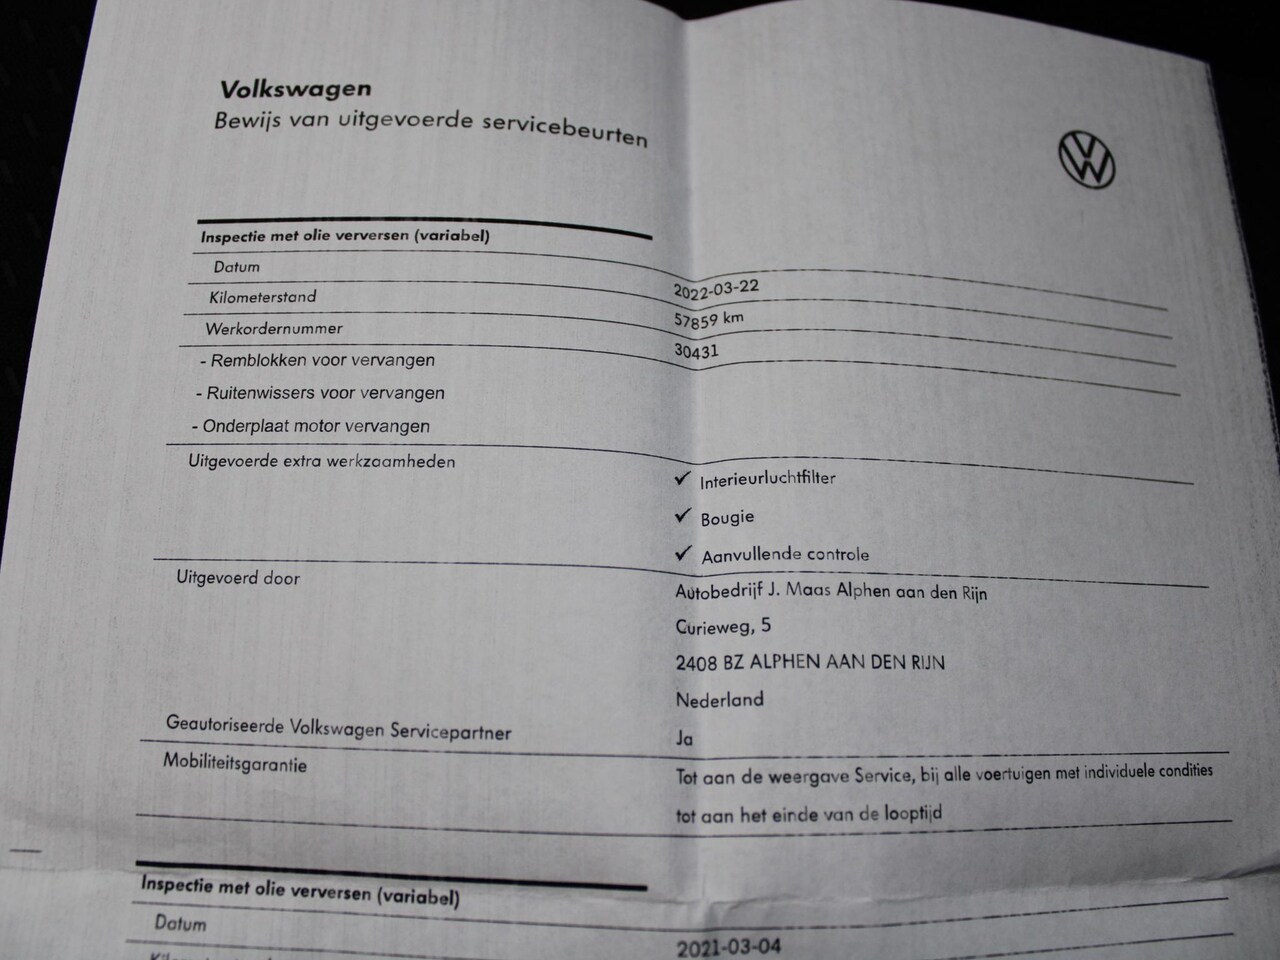 Volkswagen
Bewijs van uitgevoerde servicebeurten
Inspectie met olie verversen (variabel)
Datum 2022-03-22
Kilometerstand 57859 km
Werkordernummer 30431
- Remblokken voor vervangen
- Ruitenwissers voor vervangen
- Onderplaat motor vervangen
Uitgevoerde extra werkzaamheden ✓ Interieurluchtfilter
✓ Bougie
✓ Aanvullende controle
Uitgevoerd door Autobedrijf J. Maas Alphen aan den Rijn
Curieweg, 5
2408 BZ ALPHEN AAN DEN RIJN
Nederland
Geautoriseerde Volkswagen Servicepartner Ja
Mobiliteitsgarantie Tot aan de weergave Service, bij alle voertuigen met individuele condities
tot aan het einde van de looptijd
Inspectie met olie verversen (variabel)
Datum 2021-03-04